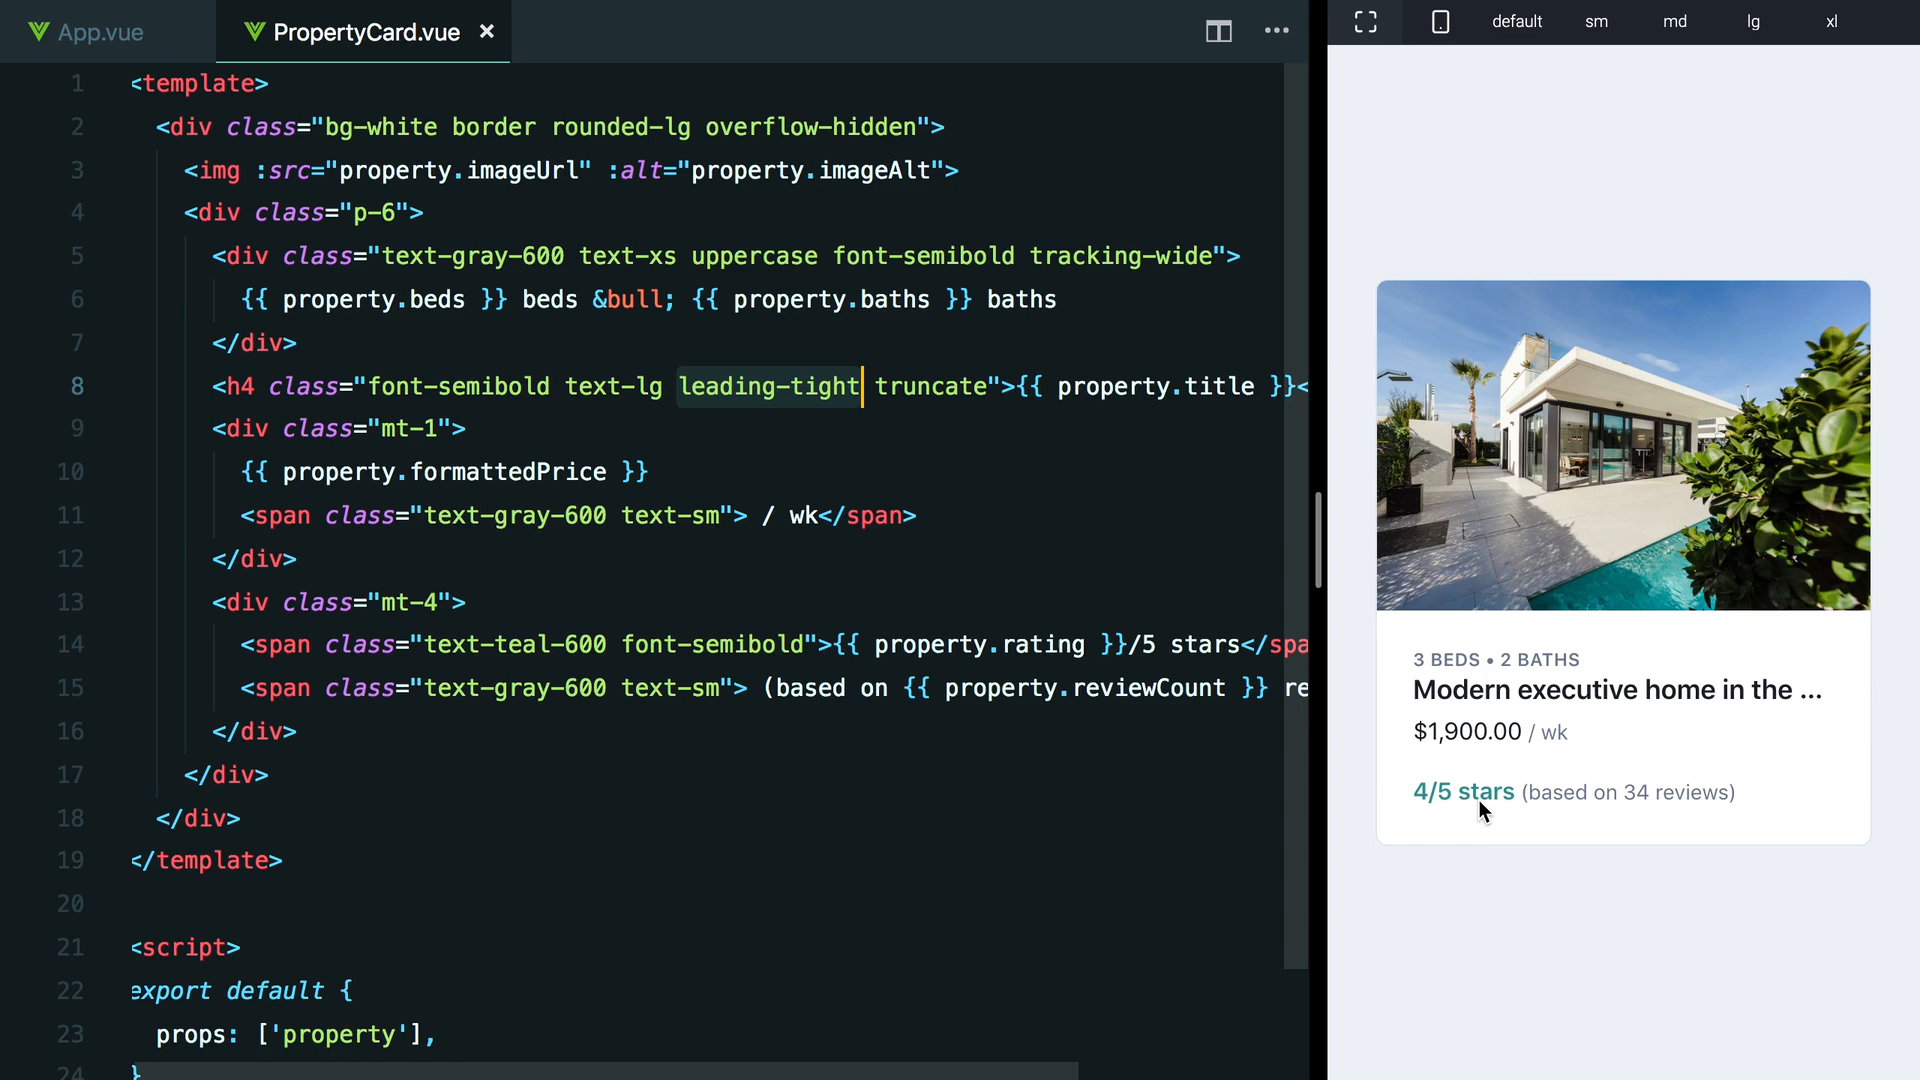 App.vue
PropertyCard.vue
default sm md lg xl
1 <template>
2 <div class="bg-white border rounded-lg overflow-hidden">
3 <img :src="property.imageUrl" :alt="property.imageAlt">
4 <div class="p-6">
5 <div class="text-gray-600 text-xs uppercase font-semibold tracking-wide">
6 {{ property.beds }} beds &bull; {{ property.baths }} baths
7 </div>
8 <h4 class="font-semibold text-lg leading-tight truncate">{{ property.title }}<
9 <div class="mt-1">
10 {{ property.formattedPrice }}
11 <span class="text-gray-600 text-sm"> / wk</span>
12 </div>
13 <div class="mt-4">
14 <span class="text-teal-600 font-semibold">{{ property.rating }}/5 stars</spa
15 <span class="text-gray-600 text-sm"> (based on {{ property.reviewCount }} re
16 </div>
17 </div>
18 </div>
19 </template>
20
21 <script>
22 export default {
23 props: ['property'],
24 }
3 BEDS • 2 BATHS
Modern executive home in the ...
$1,900.00 / wk
4/5 stars (based on 34 reviews)